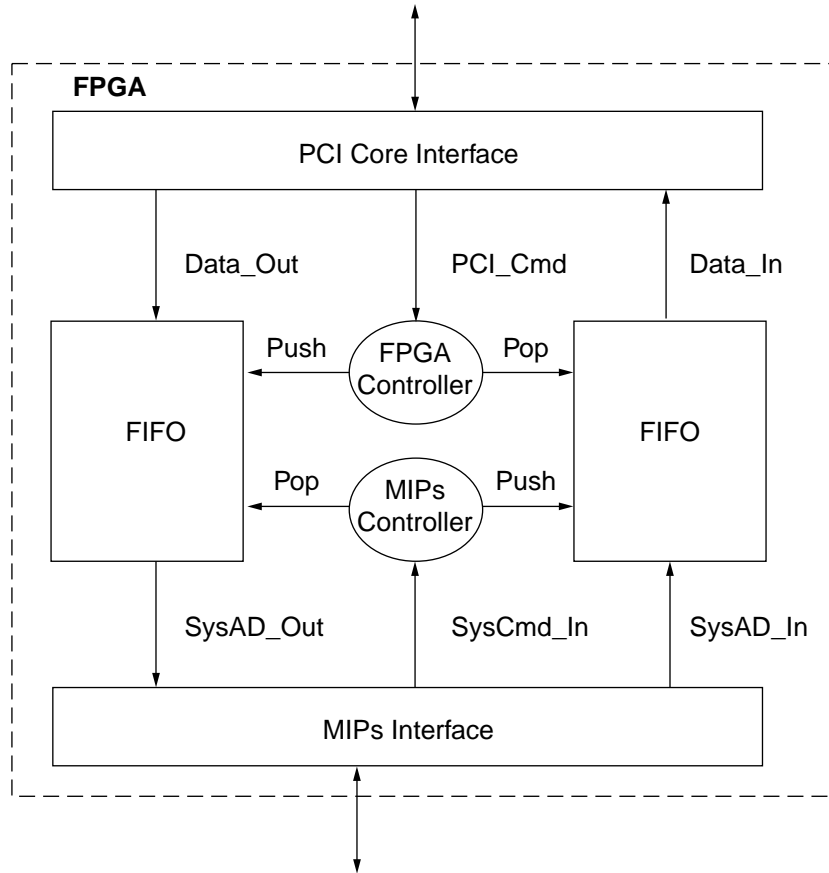 FPGA
PCI Core Interface
Data_Out
PCI_Cmd
Data_In
Push
FPGA
Controller
Pop
FIFO
FIFO
Pop
MIPs
Controller
Push
SysAD_Out
SysCmd_In
SysAD_In
MIPs Interface